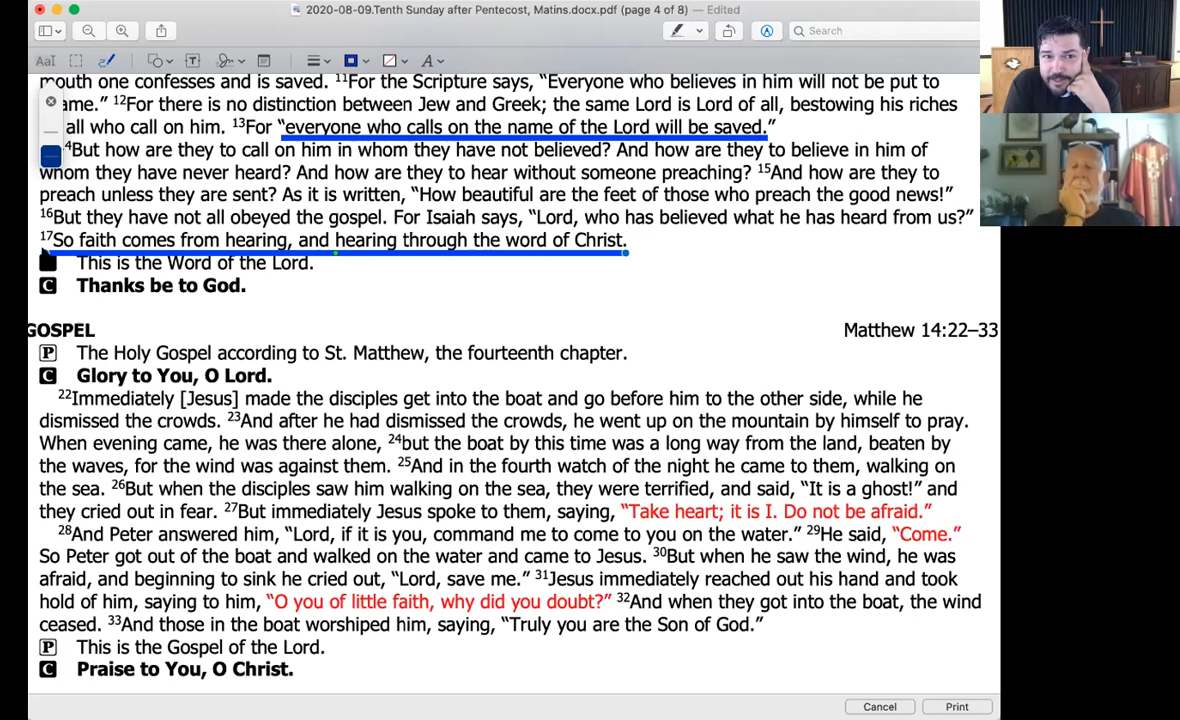 2020-08-09.Tenth Sunday after Pentecost, Matins.docx.pdf (page 4 of 8) — Edited
Search
AaI T A
mouth one confesses and is saved. 11For the Scripture says, “Everyone who believes in him will not be put to
ame.” 12For there is no distinction between Jew and Greek; the same Lord is Lord of all, bestowing his riches
all who call on him. 13For “everyone who calls on the name of the Lord will be saved.”
4But how are they to call on him in whom they have not believed? And how are they to believe in him of
whom they have never heard? And how are they to hear without someone preaching? 15And how are they to
preach unless they are sent? As it is written, “How beautiful are the feet of those who preach the good news!”
16But they have not all obeyed the gospel. For Isaiah says, “Lord, who has believed what he has heard from us?”
17So faith comes from hearing, and hearing through the word of Christ.
This is the Word of the Lord.
C Thanks be to God.
GOSPEL Matthew 14:22–33
P The Holy Gospel according to St. Matthew, the fourteenth chapter.
C Glory to You, O Lord.
22Immediately [Jesus] made the disciples get into the boat and go before him to the other side, while he
dismissed the crowds. 23And after he had dismissed the crowds, he went up on the mountain by himself to pray.
When evening came, he was there alone, 24but the boat by this time was a long way from the land, beaten by
the waves, for the wind was against them. 25And in the fourth watch of the night he came to them, walking on
the sea. 26But when the disciples saw him walking on the sea, they were terrified, and said, “It is a ghost!” and
they cried out in fear. 27But immediately Jesus spoke to them, saying, “Take heart; it is I. Do not be afraid.”
28And Peter answered him, “Lord, if it is you, command me to come to you on the water.” 29He said, “Come.”
So Peter got out of the boat and walked on the water and came to Jesus. 30But when he saw the wind, he was
afraid, and beginning to sink he cried out, “Lord, save me.” 31Jesus immediately reached out his hand and took
hold of him, saying to him, “O you of little faith, why did you doubt?” 32And when they got into the boat, the wind
ceased. 33And those in the boat worshiped him, saying, “Truly you are the Son of God.”
P This is the Gospel of the Lord.
C Praise to You, O Christ.
Cancel Print